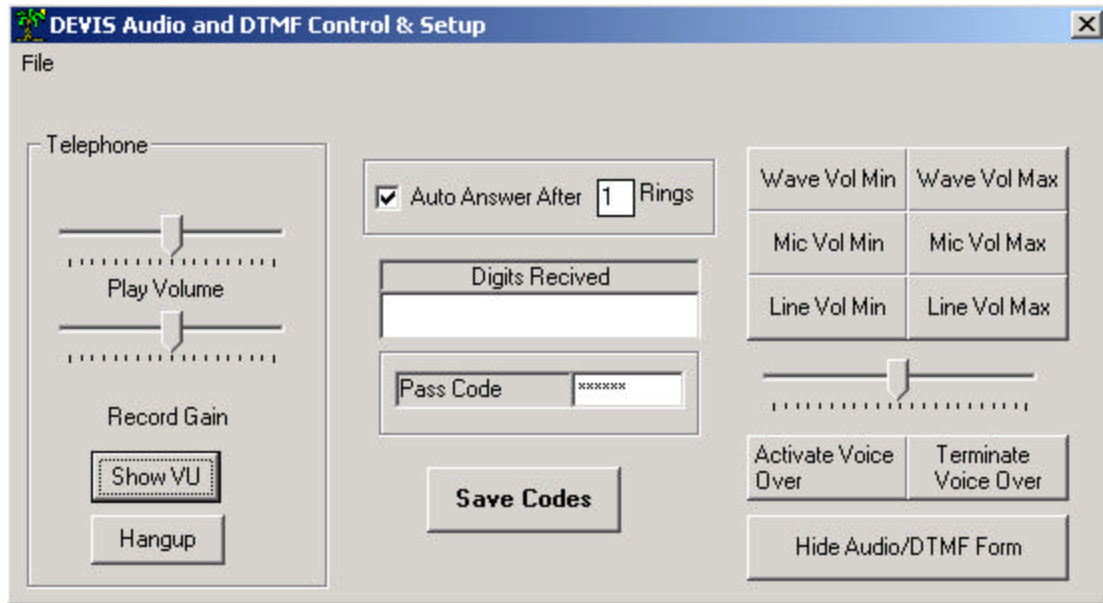 DEVIS Audio and DTMF Control & Setup
File
Telephone
Play Volume
Record Gain
Show VU
Hangup
Auto Answer After 1 Rings
Digits Recived
Pass Code ××××××
Save Codes
Wave Vol Min Wave Vol Max
Mic Vol Min Mic Vol Max
Line Vol Min Line Vol Max
Activate Voice
Over
Terminate
Voice Over
Hide Audio/DTMF Form